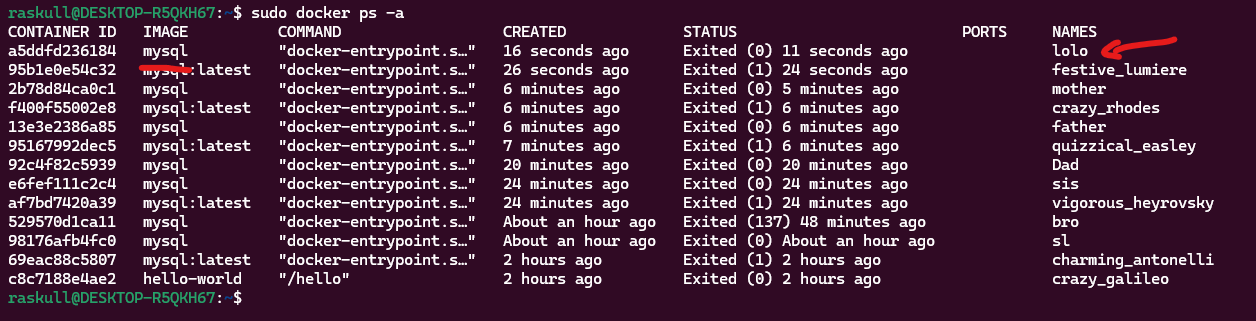 raskull@DESKTOP-R5QKH67:~$ sudo docker ps -a
CONTAINER ID IMAGE COMMAND CREATED STATUS PORTS NAMES
a5ddfd236184 mysql "docker-entrypoint.s…" 16 seconds ago Exited (0) 11 seconds ago lolo
95b1e0e54c32 mysql:latest "docker-entrypoint.s…" 26 seconds ago Exited (1) 24 seconds ago festive_lumiere
2b78d84ca0c1 mysql "docker-entrypoint.s…" 6 minutes ago Exited (0) 5 minutes ago mother
f400f55002e8 mysql:latest "docker-entrypoint.s…" 6 minutes ago Exited (1) 6 minutes ago crazy_rhodes
13e3e2386a85 mysql "docker-entrypoint.s…" 6 minutes ago Exited (0) 6 minutes ago father
95167992dec5 mysql:latest "docker-entrypoint.s…" 7 minutes ago Exited (1) 6 minutes ago quizzical_easley
92c4f82c5939 mysql "docker-entrypoint.s…" 20 minutes ago Exited (0) 20 minutes ago Dad
e6fef111c2c4 mysql "docker-entrypoint.s…" 24 minutes ago Exited (0) 24 minutes ago sis
af7bd7420a39 mysql:latest "docker-entrypoint.s…" 24 minutes ago Exited (1) 24 minutes ago vigorous_heyrovsky
529570d1ca11 mysql "docker-entrypoint.s…" About an hour ago Exited (137) 48 minutes ago bro
98176afb4fc0 mysql "docker-entrypoint.s…" About an hour ago Exited (0) About an hour ago sl
69eac88c5807 mysql:latest "docker-entrypoint.s…" 2 hours ago Exited (1) 2 hours ago charming_antonelli
c8c7188e4ae2 hello-world "/hello" 2 hours ago Exited (0) 2 hours ago crazy_galileo
raskull@DESKTOP-R5QKH67:~$